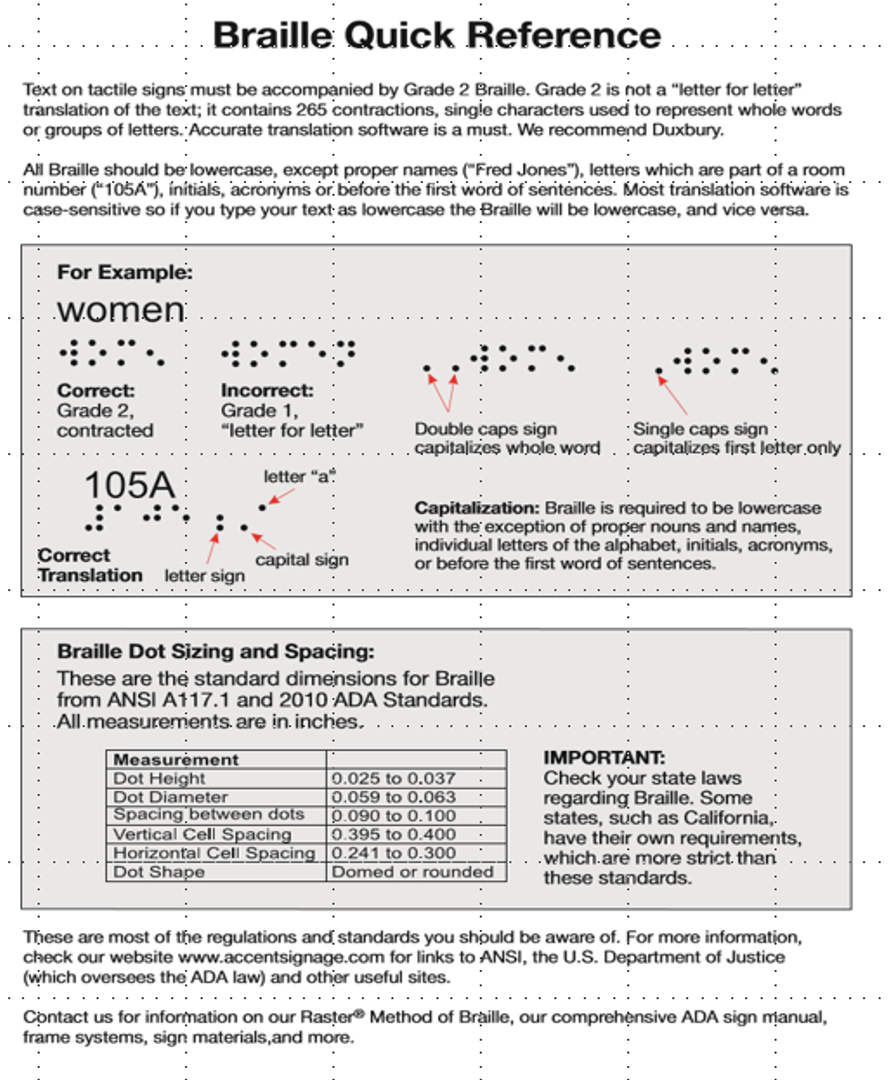 Braille Quick Reference
Text on tactile signs must be accompanied by Grade 2 Braille. Grade 2 is not a “letter for letter”
translation of the text; it contains 265 contractions, single characters used to represent whole words
or groups of letters. Accurate translation software is a must. We recommend Duxbury.
All Braille should be lowercase, except proper names (“Fred Jones”), letters which are part of a room
number (“105A”), initials, acronyms or before the first word of sentences. Most translation software is
case-sensitive so if you type your text as lowercase the Braille will be lowercase, and vice versa.
For Example:
women
⠺⠕⠍⠢ ⠺⠕⠍⠑⠝ ⠠⠠⠺⠕⠍⠢ ⠠⠺⠕⠍⠢
Correct:
Grade 2,
contracted
Incorrect:
Grade 1,
“letter for letter”
Double caps sign
capitalizes whole word
Single caps sign
capitalizes first letter only
105A
letter “a”
⠼⠁⠚⠑⠰⠠⠁
Correct
Translation
letter sign
capital sign
Capitalization: Braille is required to be lowercase
with the exception of proper nouns and names,
individual letters of the alphabet, initials, acronyms,
or before the first word of sentences.
Braille Dot Sizing and Spacing:
These are the standard dimensions for Braille
from ANSI A117.1 and 2010 ADA Standards.
All measurements are in inches.
Measurement
Dot Height 0.025 to 0.037
Dot Diameter 0.059 to 0.063
Spacing between dots 0.090 to 0.100
Vertical Cell Spacing 0.395 to 0.400
Horizontal Cell Spacing 0.241 to 0.300
Dot Shape Domed or rounded
IMPORTANT:
Check your state laws
regarding Braille. Some
states, such as California,
have their own requirements,
which are more strict than
these standards.
These are most of the regulations and standards you should be aware of. For more information,
check our website www.accentsignage.com for links to ANSI, the U.S. Department of Justice
(which oversees the ADA law) and other useful sites.
Contact us for information on our Raster® Method of Braille, our comprehensive ADA sign manual,
frame systems, sign materials,and more.